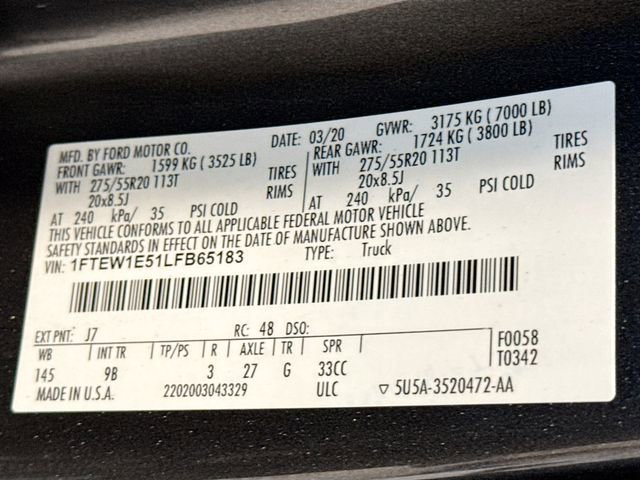 MFD. BY FORD MOTOR CO. DATE: 03/20 GVWR: 3175 KG ( 7000 LB)
FRONT GAWR: 1599 KG ( 3525 LB) REAR GAWR: 1724 KG ( 3800 LB)
WITH 275/55R20 113T TIRES WITH 275/55R20 113T TIRES
20x8.5J RIMS 20x8.5J RIMS
AT 240 kPa/ 35 PSI COLD AT 240 kPa/ 35 PSI COLD
THIS VEHICLE CONFORMS TO ALL APPLICABLE FEDERAL MOTOR VEHICLE
SAFETY STANDARDS IN EFFECT ON THE DATE OF MANUFACTURE SHOWN ABOVE.
VIN: 1FTEW1E51LFB65183 TYPE: Truck
EXT PNT: J7 RC: 48 DSO:
WB INT TR TP/PS R AXLE TR SPR F0058
145 9B 3 27 G 33CC T0342
MADE IN U.S.A. 2202003043329 ULC ▽ 5U5A-3520472-AA